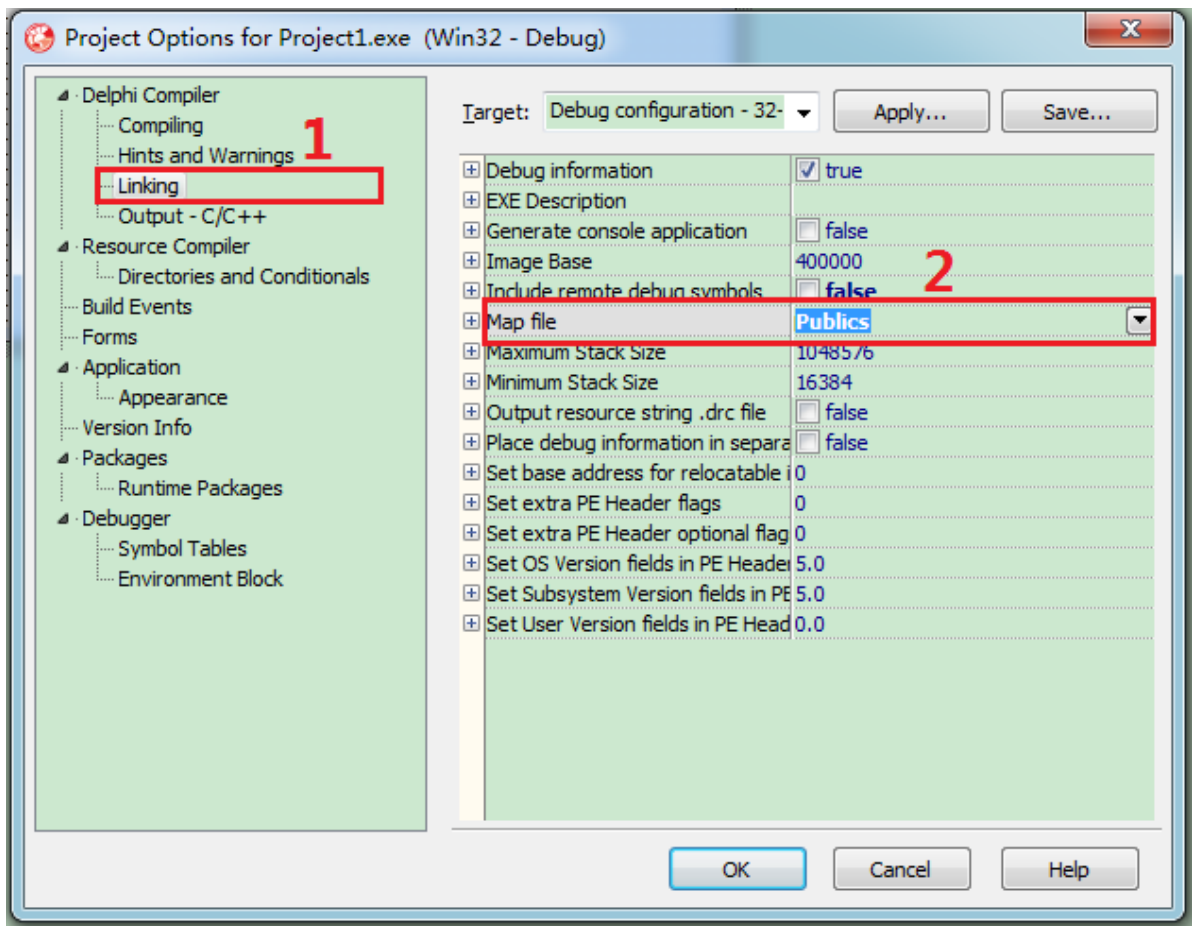 Project Options for Project1.exe (Win32 - Debug)
Delphi Compiler
Compiling
Hints and Warnings
1
Linking
Output - C/C++
Resource Compiler
Directories and Conditionals
Build Events
Forms
Application
Appearance
Version Info
Packages
Runtime Packages
Debugger
Symbol Tables
Environment Block
Target: Debug configuration - 32- Apply... Save...
Debug information true
EXE Description
Generate console application false
Image Base 400000
2
Include remote debug symbols false
Map file Publics
Maximum Stack Size 1048576
Minimum Stack Size 16384
Output resource string .drc file false
Place debug information in separa false
Set base address for relocatable i 0
Set extra PE Header flags 0
Set extra PE Header optional flag 0
Set OS Version fields in PE Header 5.0
Set Subsystem Version fields in PE 5.0
Set User Version fields in PE Head 0.0
OK Cancel Help